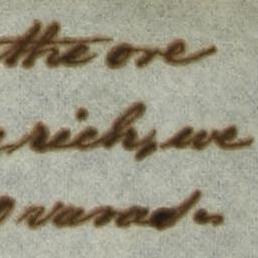 the ore
rich, we